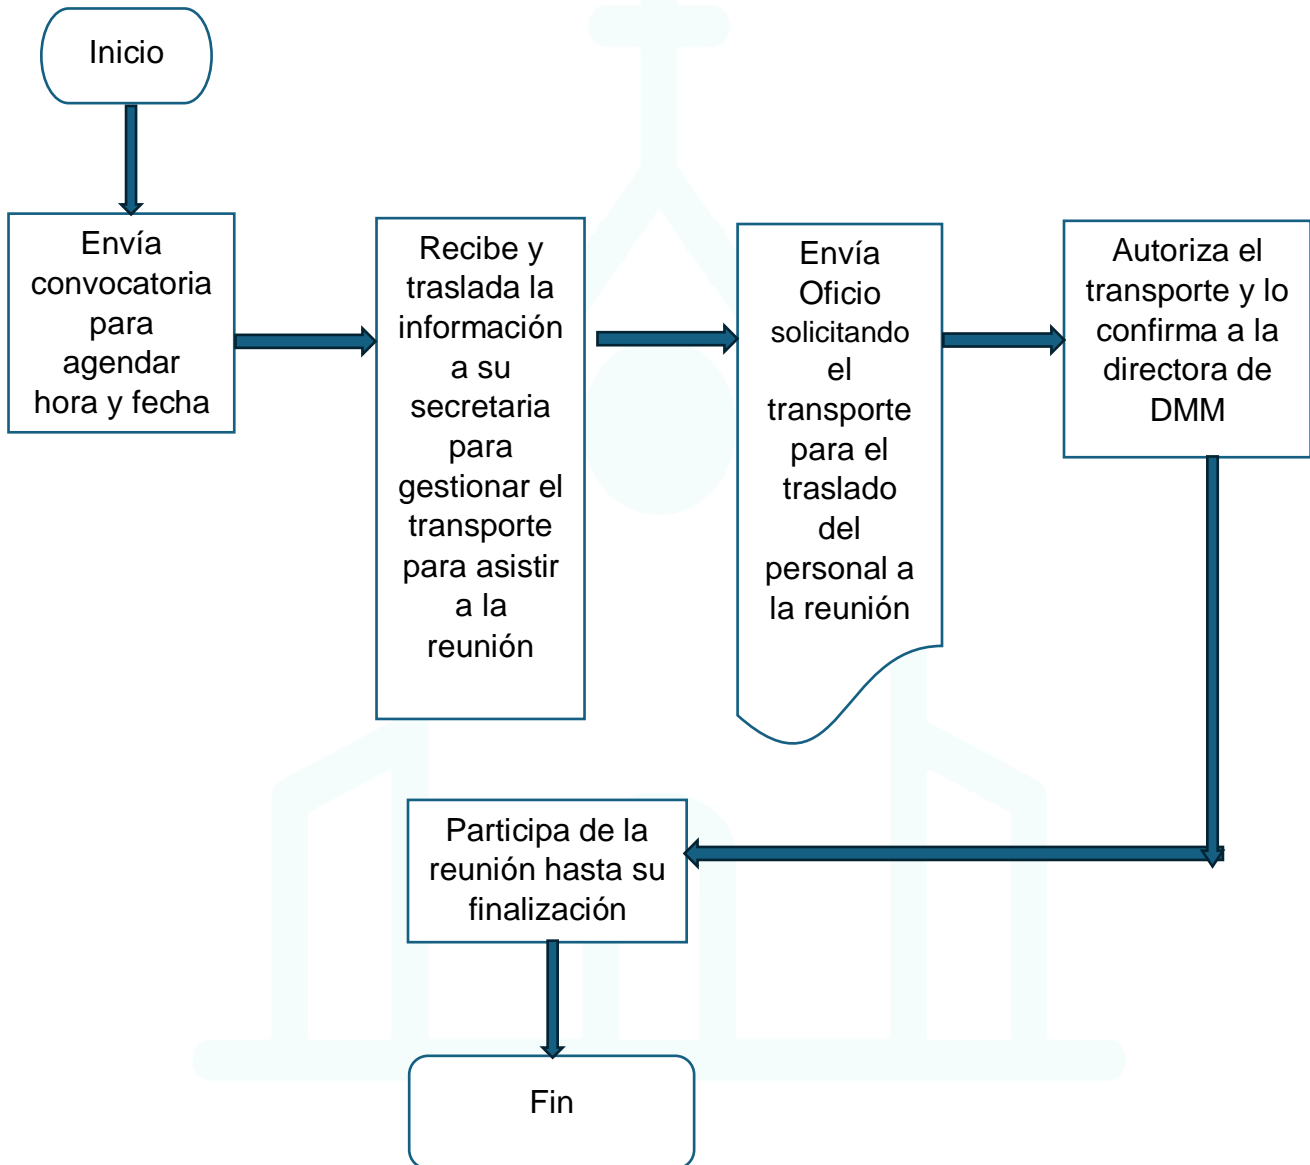 Inicio
Envía
convocatoria
para
agendar
hora y fecha
Recibe y
traslada la
información
a su
secretaria
para
gestionar el
transporte
para asistir
a la
reunión
Envía
Oficio
solicitando
el
transporte
para el
traslado
del
personal a
la reunión
Autoriza el
transporte y lo
confirma a la
directora de
DMM
Participa de la
reunión hasta su
finalización
Fin